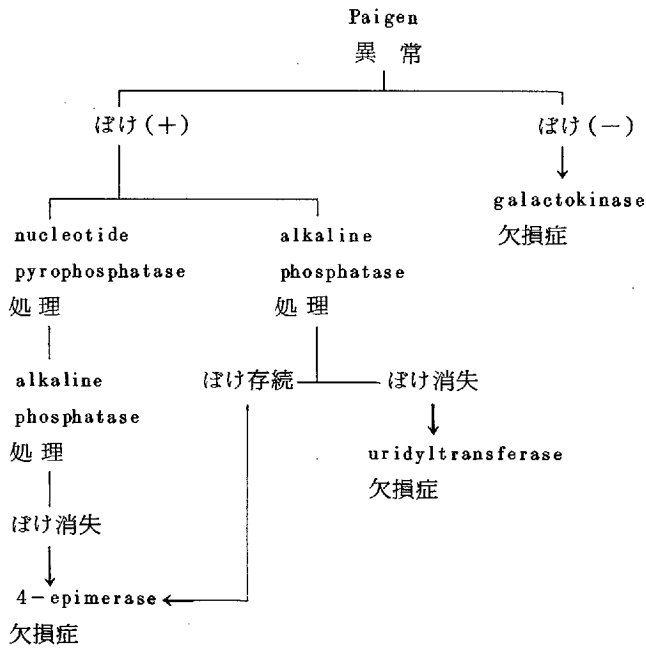 Paigen
異常
ぼけ(+)
ぼけ(-)
galactokinase
欠損症
nucleotide
pyrophosphatase
処理
alkaline
phosphatase
処理
alkaline
phosphatase
処理
ぼけ存続
ぼけ消失
uridyltransferase
欠損症
ぼけ消失
4-epimerase
欠損症